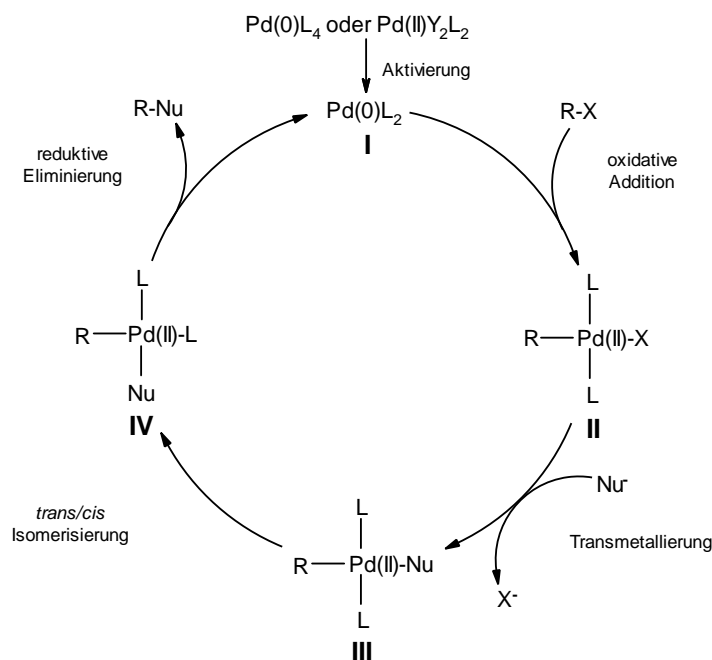 Pd(0)L₄ oder Pd(II)Y₂L₂
Aktivierung
R-Nu
Pd(0)L₂
R-X
I
reduktive
Eliminierung
oxidative
Addition
L
R Pd(II)-L
Nu
IV
L
R Pd(II)-X
L
II
Nu⁻
Transmetallierung
X⁻
trans/cis
Isomerisierung
L
R Pd(II)-Nu
L
III